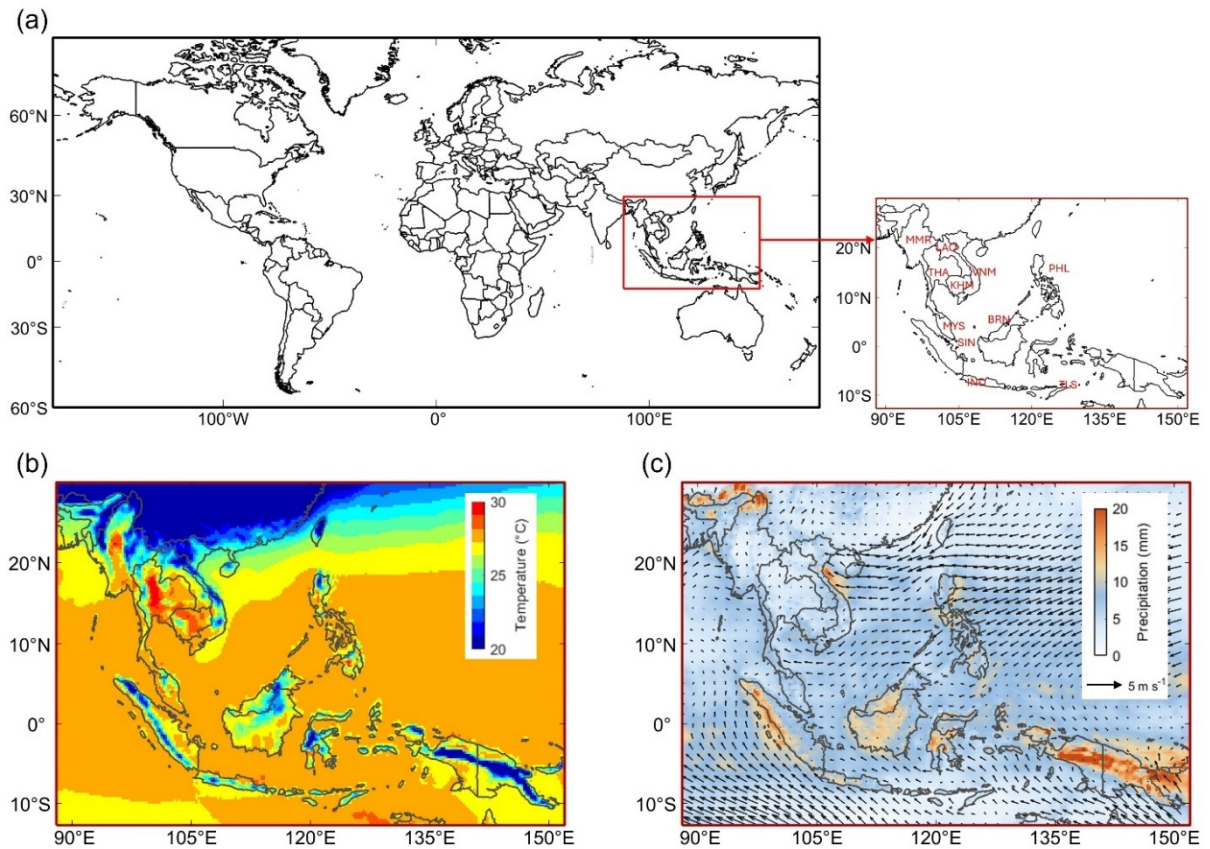 (a)
60°N
30°N
0°
30°S
60°S
100°W
0°
100°E
20°N
10°N
0°
10°S
90°E
105°E
120°E
135°E
150°E
MMR
LAO
THA
VNM
PHL
KHM
MYS
BRN
SIN
IND
TLS
(b)
20°N
10°N
0°
10°S
90°E
105°E
120°E
135°E
150°E
30
25
20
Temperature (°C)
(c)
20°N
10°N
0°
10°S
90°E
105°E
120°E
135°E
150°E
20
15
10
5
0
Precipitation (mm)
5 m s⁻¹